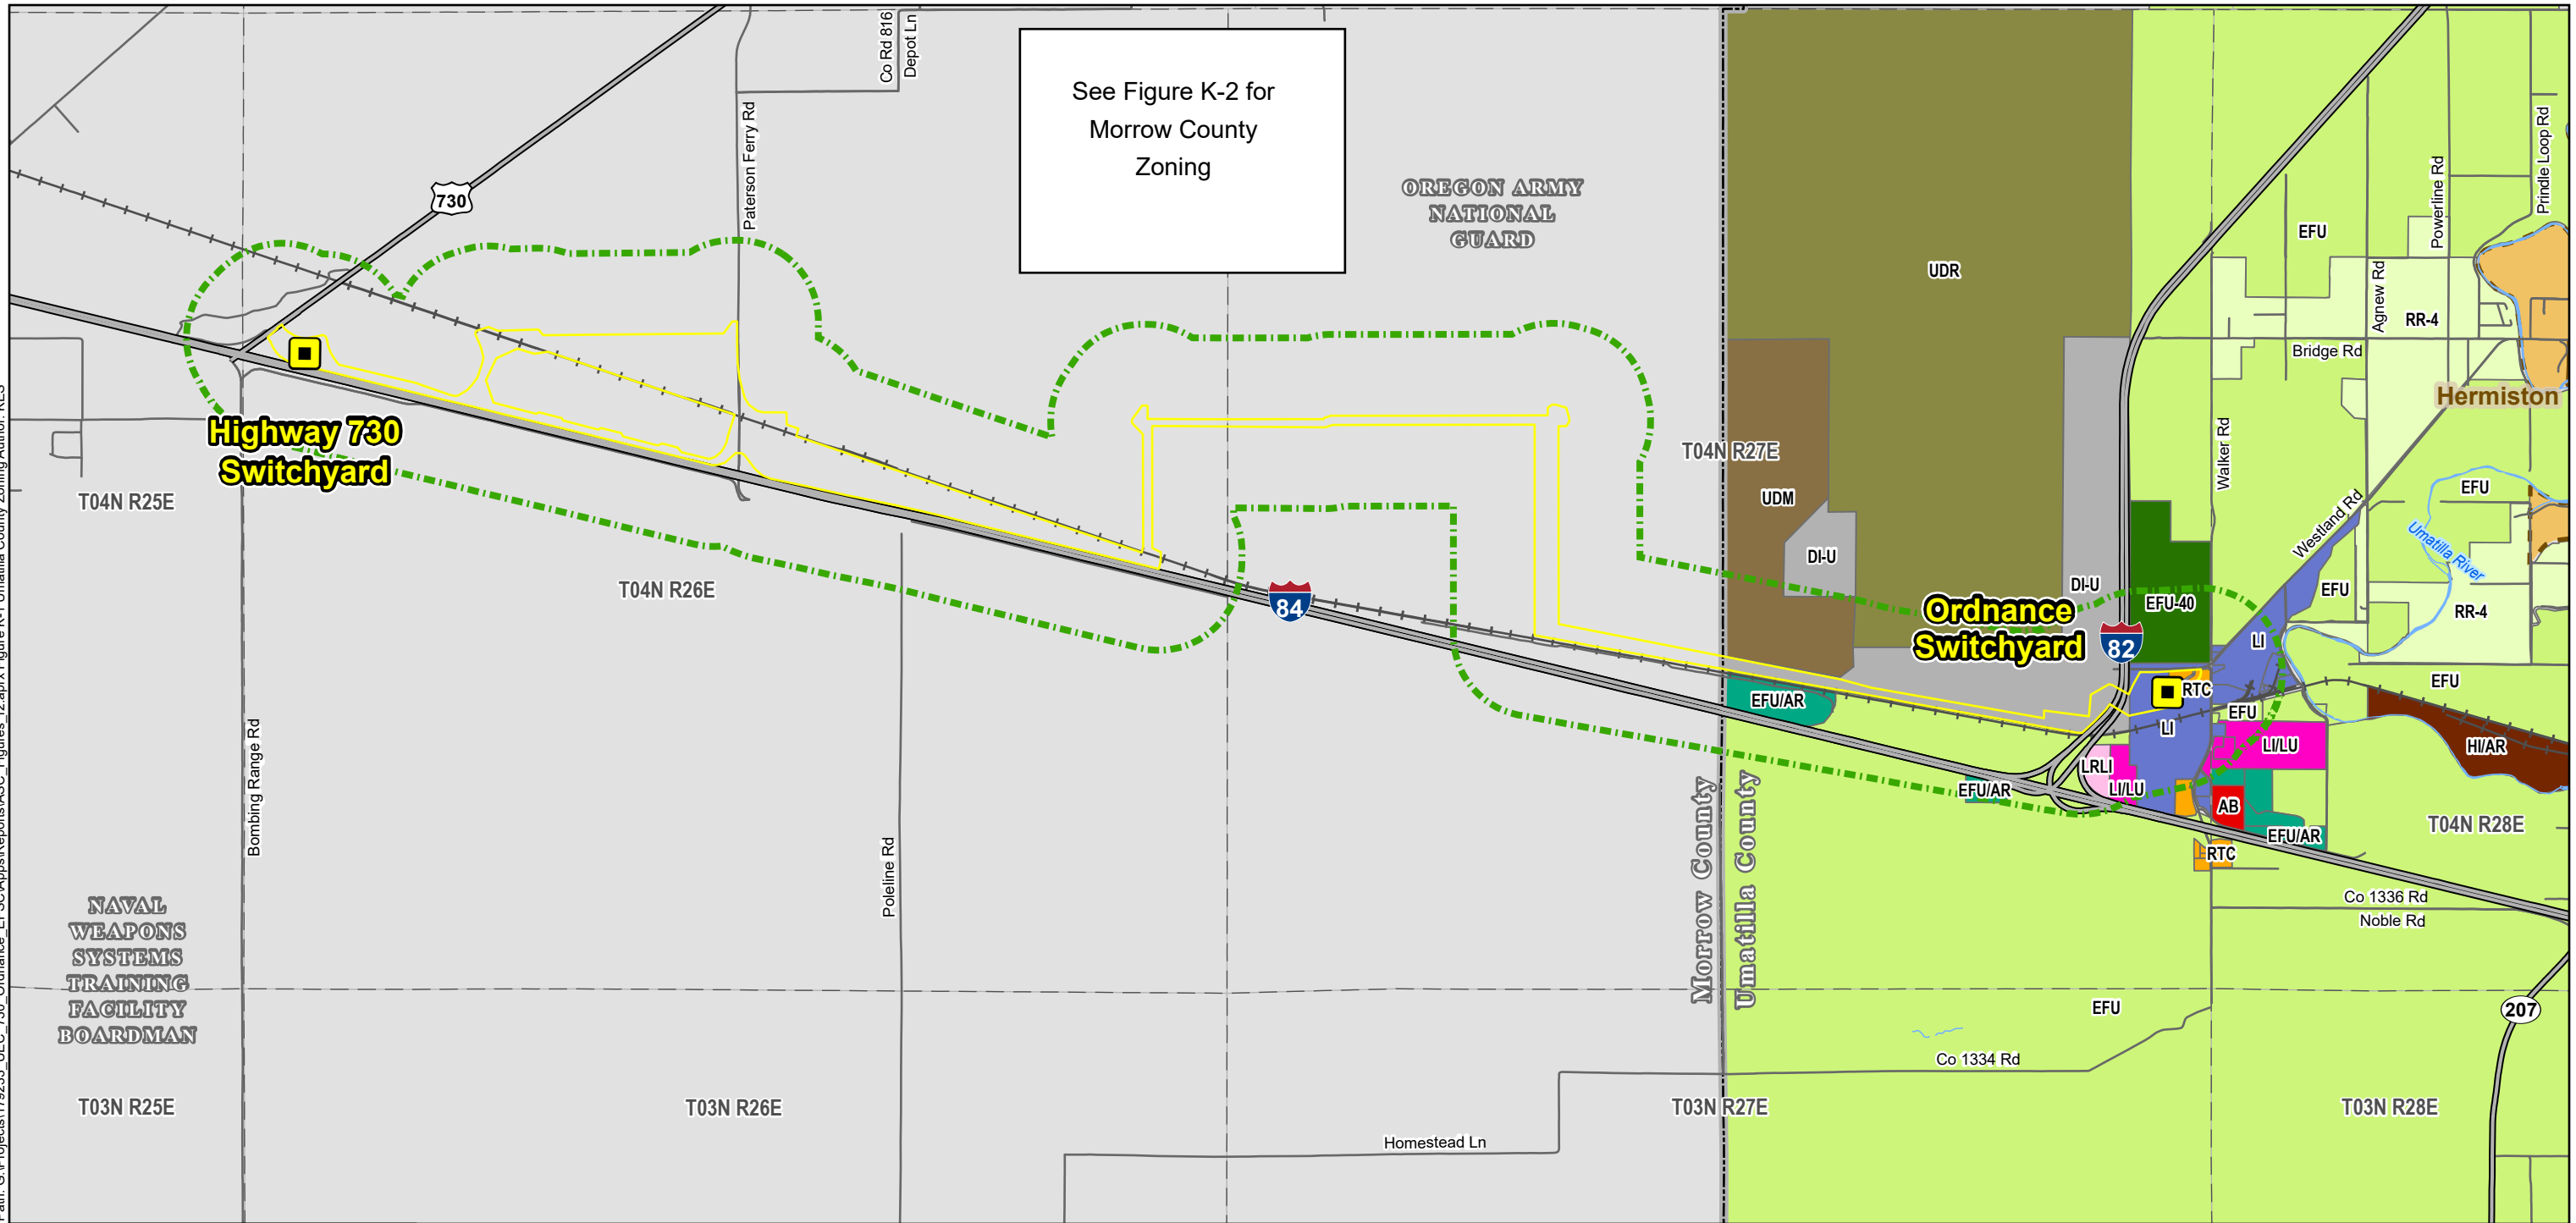 Co Rd 816
Depot Ln
See Figure K-2 for
Morrow County
Zoning
730
Paterson Ferry Rd
OREGON ARMY
NATIONAL
GUARD
UDR
EFU
Powerline Rd
Prindle Loop Rd
Agnew Rd
RR-4
Bridge Rd
Hermiston
Highway 730
Switchyard
T04N R25E
T04N R26E
T04N R27E
UDM
DI-U
DI-U
Walker Rd
Westland Rd
EFU
Umatilla River
EFU
EFU-40
RR-4
84
Ordnance
Switchyard
82
LI
EFU
RTC
EFU/AR
EFU
LI
LI/LU
HI/AR
LRLI
LI/LU
EFU/AR
AB
EFU/AR
T04N R28E
RTC
Bombing Range Rd
Poleline Rd
Morrow County
Umatilla County
Co 1336 Rd
Noble Rd
NAVAL
WEAPONS
SYSTEMS
TRAINING
FACILITY
BOARDMAN
EFU
207
Co 1334 Rd
T03N R25E
T03N R26E
T03N R27E
T03N R28E
Homestead Ln